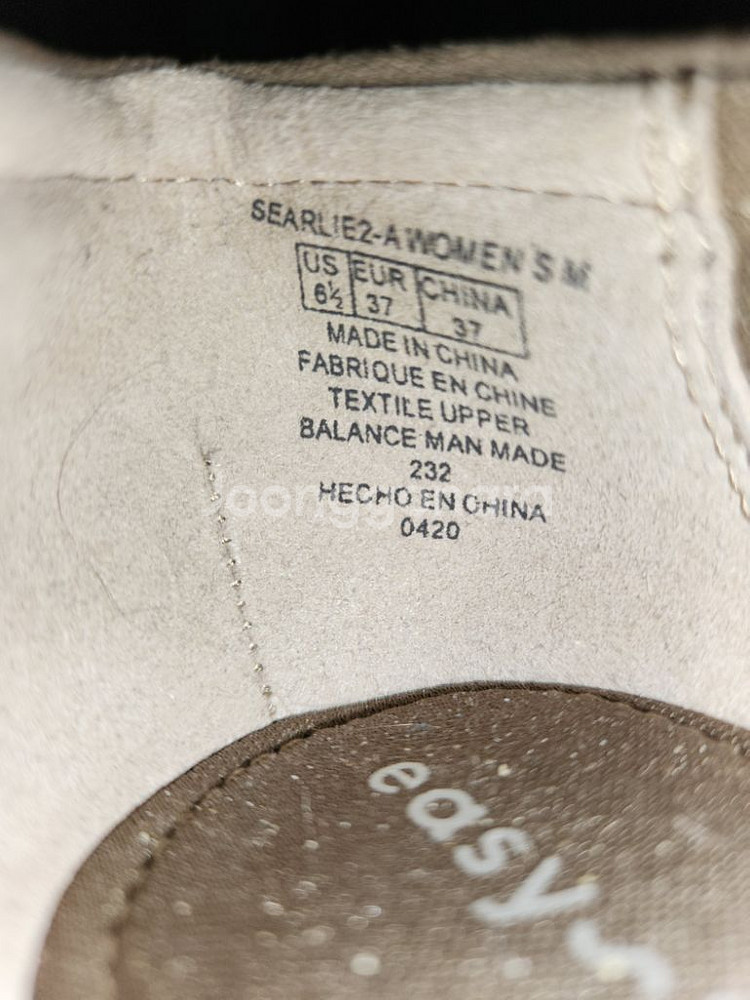 SEARLIE2-A WOMEN'S M
US EUR CHINA
6½ 37 37
MADE IN CHINA
FABRIQUE EN CHINE
TEXTILE UPPER
BALANCE MAN MADE
232
HECHO EN CHINA
0420
easy